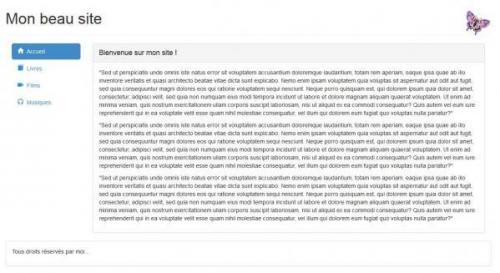 Mon beau site
Accueil
Livres
Films
Musiques
Bienvenue sur mon site !
"Sed ut perspiciatis unde omnis iste natus error sit voluptatem accusantium doloremque laudantium, totam rem aperiam, eaque ipsa quae ab illo
inventore veritatis et quasi architecto beatae vitae dicta sunt explicabo. Nemo enim ipsam voluptatem quia voluptas sit aspernatur aut odit aut fugit,
sed quia consequuntur magni dolores eos qui ratione voluptatem sequi nesciunt. Neque porro quisquam est, qui dolorem ipsum quia dolor sit amet,
consectetur, adipisci velit, sed quia non numquam eius modi tempora incidunt ut labore et dolore magnam aliquam quaerat voluptatem. Ut enim ad
minima veniam, quis nostrum exercitationem ullam corporis suscipit laboriosam, nisi ut aliquid ex ea commodi consequatur? Quis autem vel eum iure
reprehenderit qui in ea voluptate velit esse quam nihil molestiae consequatur, vel illum qui dolorem eum fugiat quo voluptas nulla pariatur?"
"Sed ut perspiciatis unde omnis iste natus error sit voluptatem accusantium doloremque laudantium, totam rem aperiam, eaque ipsa quae ab illo
inventore veritatis et quasi architecto beatae vitae dicta sunt explicabo. Nemo enim ipsam voluptatem quia voluptas sit aspernatur aut odit aut fugit,
sed quia consequuntur magni dolores eos qui ratione voluptatem sequi nesciunt. Neque porro quisquam est, qui dolorem ipsum quia dolor sit amet,
consectetur, adipisci velit, sed quia non numquam eius modi tempora incidunt ut labore et dolore magnam aliquam quaerat voluptatem. Ut enim ad
minima veniam, quis nostrum exercitationem ullam corporis suscipit laboriosam, nisi ut aliquid ex ea commodi consequatur? Quis autem vel eum iure
reprehenderit qui in ea voluptate velit esse quam nihil molestiae consequatur, vel illum qui dolorem eum fugiat quo voluptas nulla pariatur?"
"Sed ut perspiciatis unde omnis iste natus error sit voluptatem accusantium doloremque laudantium, totam rem aperiam, eaque ipsa quae ab illo
inventore veritatis et quasi architecto beatae vitae dicta sunt explicabo. Nemo enim ipsam voluptatem quia voluptas sit aspernatur aut odit aut fugit,
sed quia consequuntur magni dolores eos qui ratione voluptatem sequi nesciunt. Neque porro quisquam est, qui dolorem ipsum quia dolor sit amet,
consectetur, adipisci velit, sed quia non numquam eius modi tempora incidunt ut labore et dolore magnam aliquam quaerat voluptatem. Ut enim ad
minima veniam, quis nostrum exercitationem ullam corporis suscipit laboriosam, nisi ut aliquid ex ea commodi consequatur? Quis autem vel eum iure
reprehenderit qui in ea voluptate velit esse quam nihil molestiae consequatur, vel illum qui dolorem eum fugiat quo voluptas nulla pariatur?"
Tous droits réservés par moi...